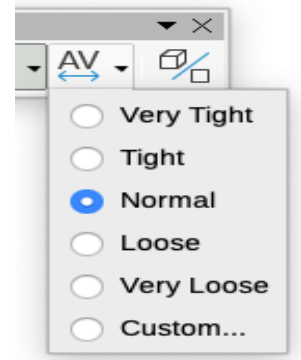 AV
Very Tight
Tight
Normal
Loose
Very Loose
Custom...